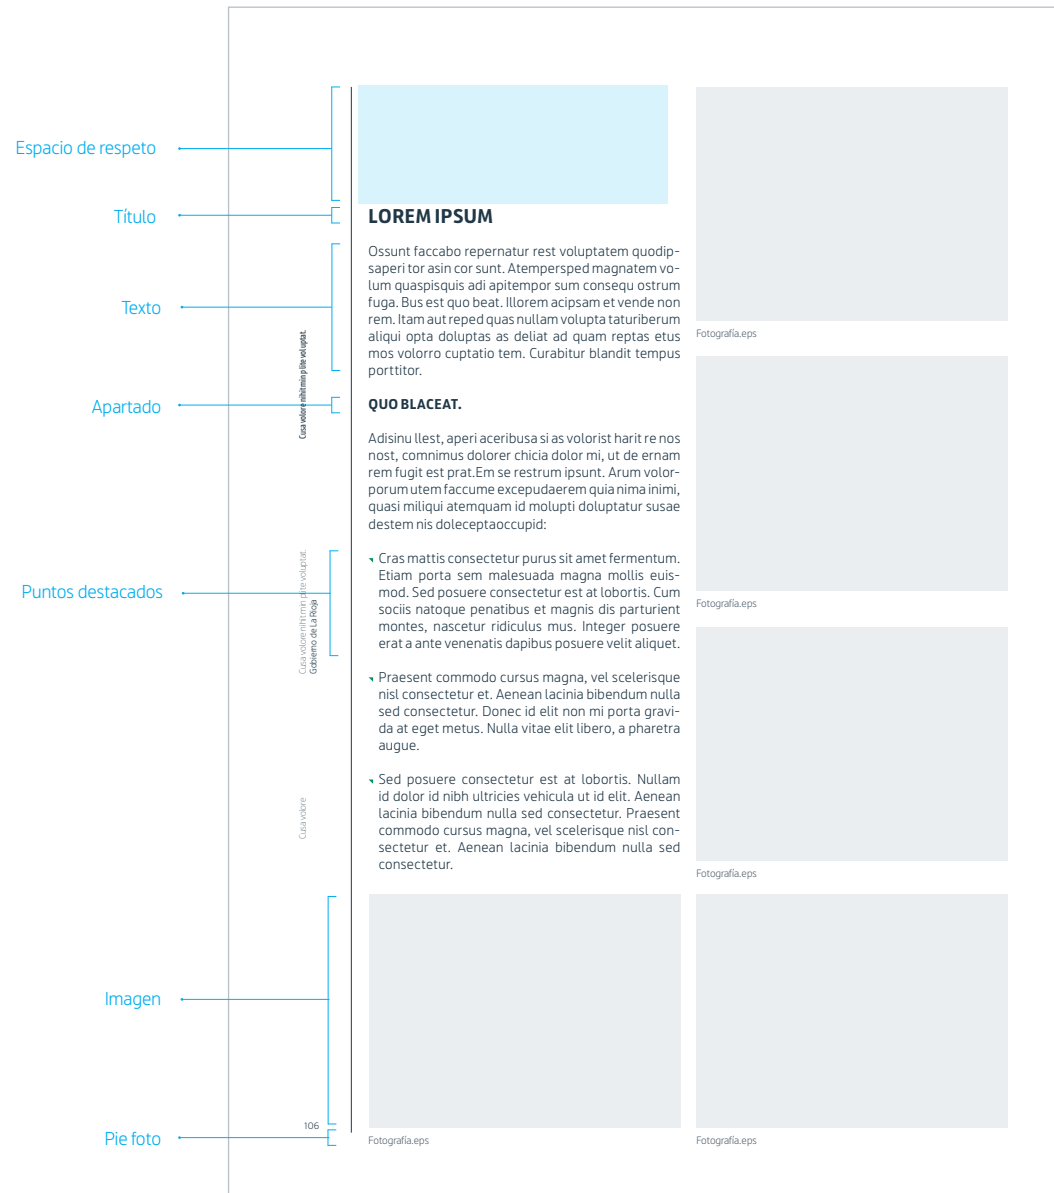 Espacio de respeto
Título
Texto
Apartado
Puntos destacados
Imagen
Pie foto
Cusa volore nihit min plite voluptat.
Cusa volore nihit min plite voluptat.
Gobierno de La Rioja
Cusa volore
106
LOREM IPSUM
Ossunt faccabo repernatur rest voluptatem quodip-
saperi tor asin cor sunt. Atempersped magnatem vo-
lum quaspisquis adi apitempor sum consequ ostrum
fuga. Bus est quo beat. Illorem acipsam et vende non
rem. Itam aut reped quas nullam volupta taturiberum
aliqui opta doluptas as deliat ad quam reptas etus
mos volorro cuptatio tem. Curabitur blandit tempus
porttitor.
QUO BLACEAT.
Adisinu llest, aperi aceribusa si as volorist harit re nos
nost, comnimus dolorer chicia dolor mi, ut de ernam
rem fugit est prat.Em se restrum ipsunt. Arum volor-
porum utem faccume excepudaerem quia nima inimi,
quasi miliqui atemquam id molupti doluptatur susae
destem nis doleceptaoccupid:
Cras mattis consectetur purus sit amet fermentum.
Etiam porta sem malesuada magna mollis euis-
mod. Sed posuere consectetur est at lobortis. Cum
sociis natoque penatibus et magnis dis parturient
montes, nascetur ridiculus mus. Integer posuere
erat a ante venenatis dapibus posuere velit aliquet.
Praesent commodo cursus magna, vel scelerisque
nisl consectetur et. Aenean lacinia bibendum nulla
sed consectetur. Donec id elit non mi porta gravi-
da at eget metus. Nulla vitae elit libero, a pharetra
augue.
Sed posuere consectetur est at lobortis. Nullam
id dolor id nibh ultricies vehicula ut id elit. Aenean
lacinia bibendum nulla sed consectetur. Praesent
commodo cursus magna, vel scelerisque nisl con-
sectetur et. Aenean lacinia bibendum nulla sed
consectetur.
Fotografía.eps
Fotografía.eps
Fotografía.eps
Fotografía.eps
Fotografía.eps